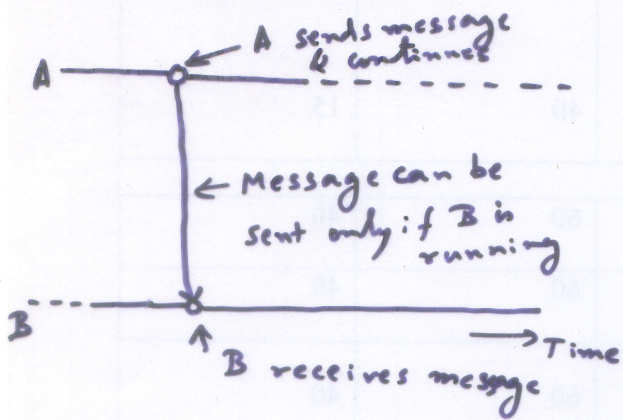 A sends message
& continues
A
Message can be
sent only if B is
running
B
Time
B receives message